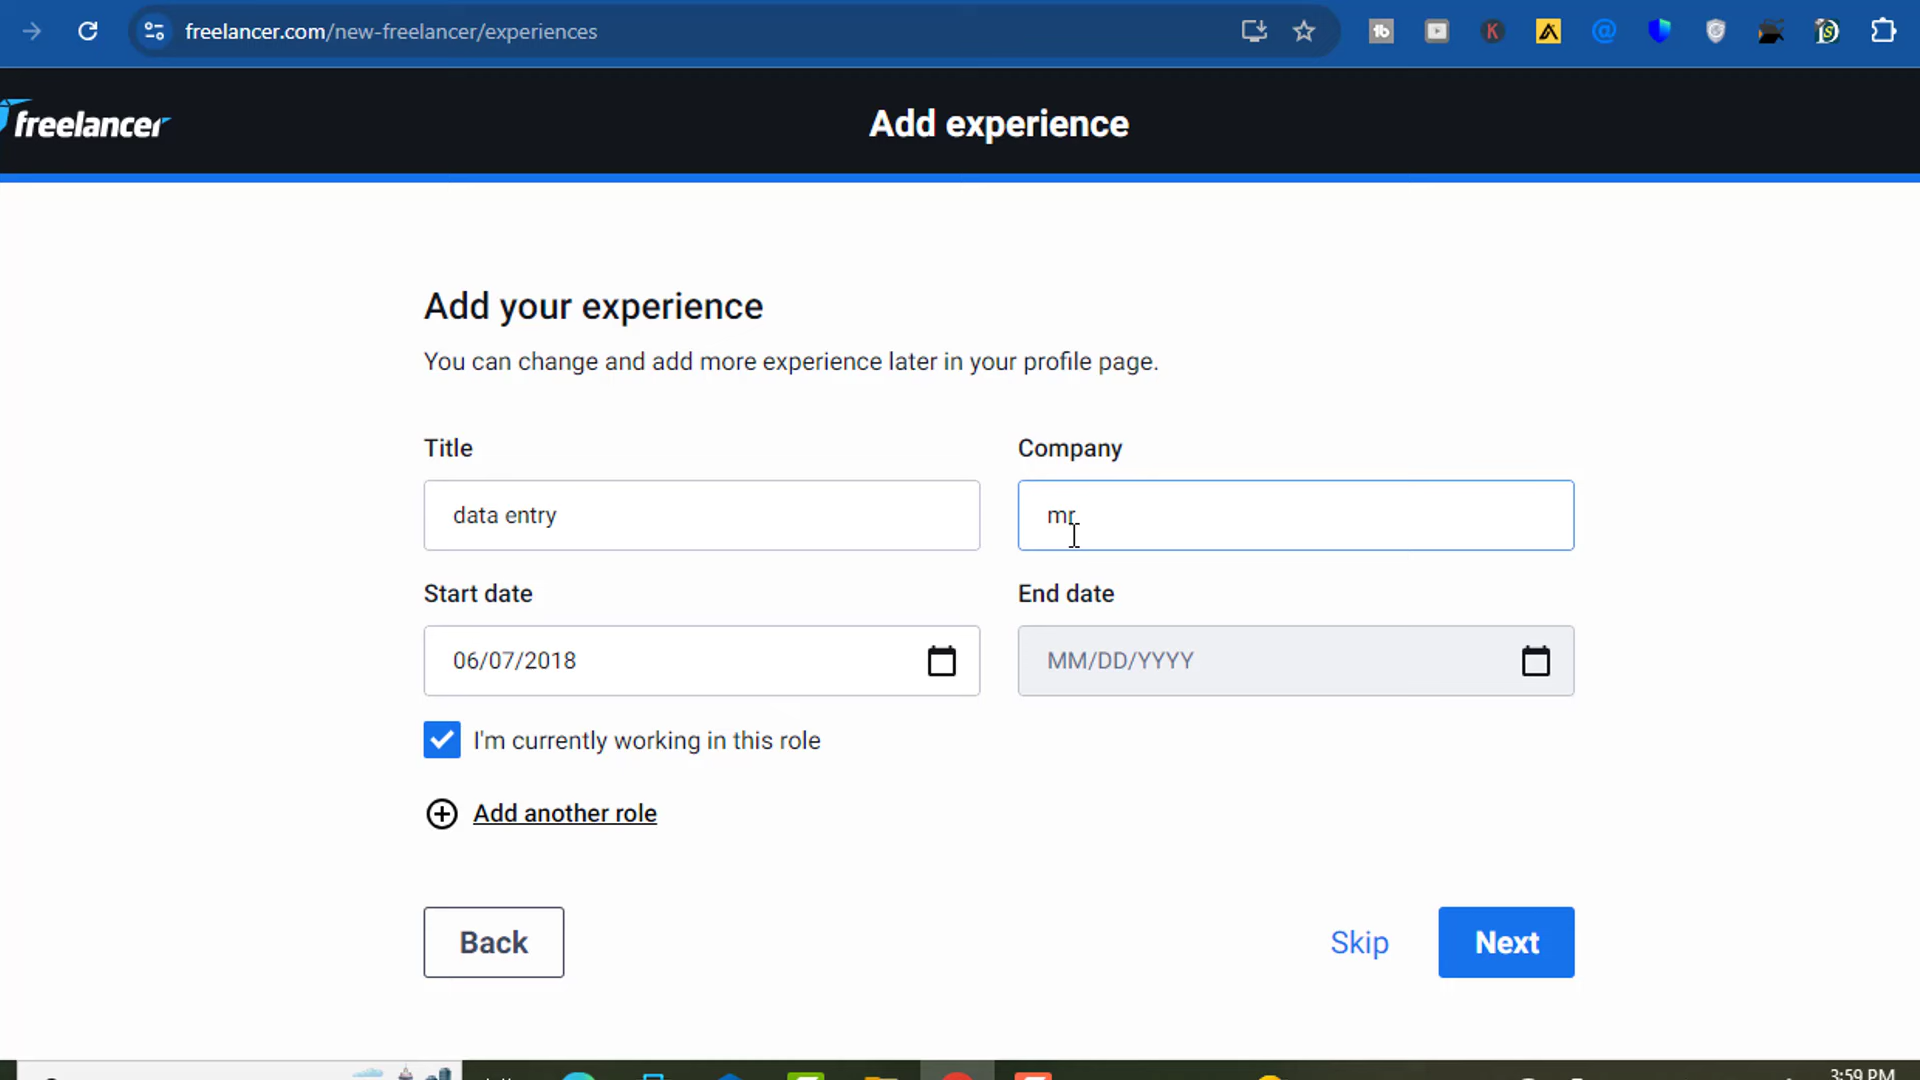 freelancer.com/new-freelancer/experiences
freelancer
Add experience
Add your experience
You can change and add more experience later in your profile page.
Title
Company
data entry
mr
Start date
End date
06/07/2018
MM/DD/YYYY
I'm currently working in this role
Add another role
Back
Skip
Next
3:59 PM